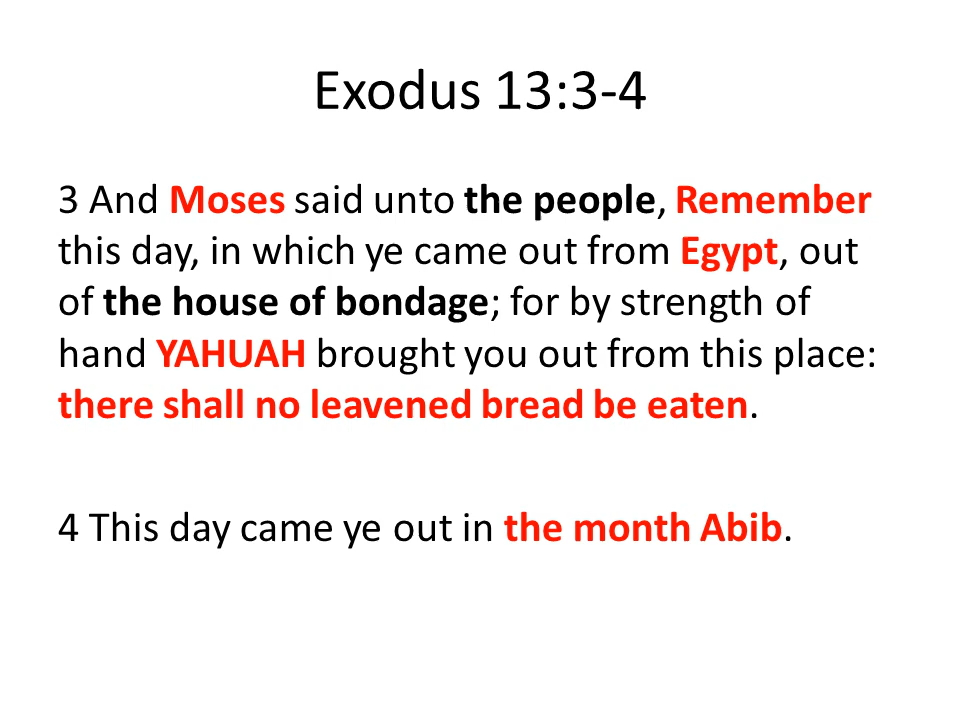 Exodus 13:3-4
3 And Moses said unto the people, Remember
this day, in which ye came out from Egypt, out
of the house of bondage; for by strength of
hand YAHUAH brought you out from this place:
there shall no leavened bread be eaten.
4 This day came ye out in the month Abib.